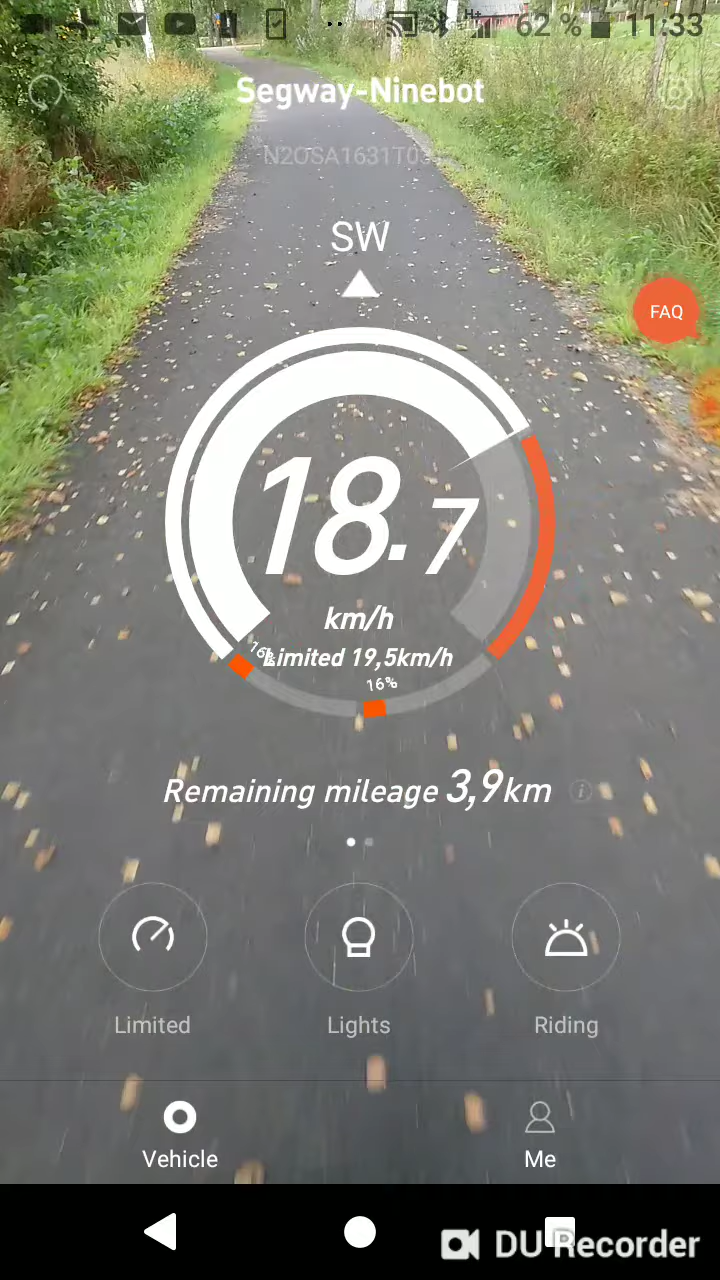 62 % 11:33
Segway-Ninebot
SW
FAQ
18.7
km/h
Limited 19,5km/h
16%
Remaining mileage 3,9km
Limited Lights Riding
Vehicle Me
DU Recorder